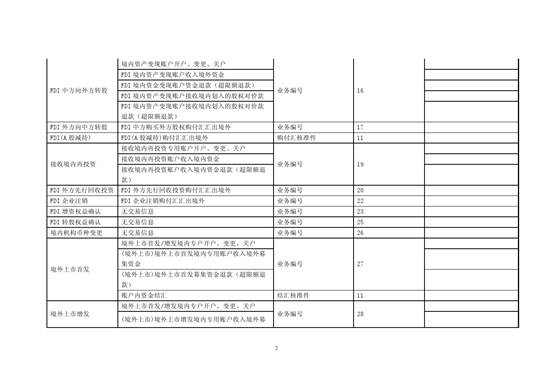 境内资产变现账户开户、变更、关户
FDI 境内资产变现账户收入境外资金
FDI 境内资金变现账户资金退款（超限额退款）
FDI 中方向外方转股
业务编号
16
FDI 境内资产变现账户接收境内划入的股权对价款
FDI 境内资产变现账户接收境内划入的股权对价款
退款（超限额退款）
FDI 外方向中方转股
FDI 中方购买外方股权购付汇汇出境外
业务编号
17
FDI(A 股减持)
FDI(A 股减持)购付汇汇出境外
购付汇核准件
11
接收境内再投资专用账户开户、变更、关户
接收境内再投资账户收入境内资金
接收境内再投资
业务编号
19
接收境内再投资账户入境内资金退款（超限额退
款）
FDI 外方先行回收投资
FDI 外方先行回收投资购付汇汇出境外
业务编号
20
FDI 企业注销
FDI 企业注销购付汇汇出境外
业务编号
22
FDI 增资权益确认
无交易信息
业务编号
23
FDI 转股权益确认
无交易信息
业务编号
25
境内机构币种变更
无交易信息
业务编号
26
境外上市首发/增发境内专户开户、变更、关户
(境外上市)境外上市首发境内专用账户收入境外募
集资金
业务编号
27
境外上市首发
(境外上市)境外上市首发募集资金退款（超限额退
款）
账户内资金结汇
结汇核准件
11
境外上市首发/增发境内专户开户、变更、关户
境外上市增发
业务编号
28
(境外上市)境外上市增发境内专用账户收入境外募
2